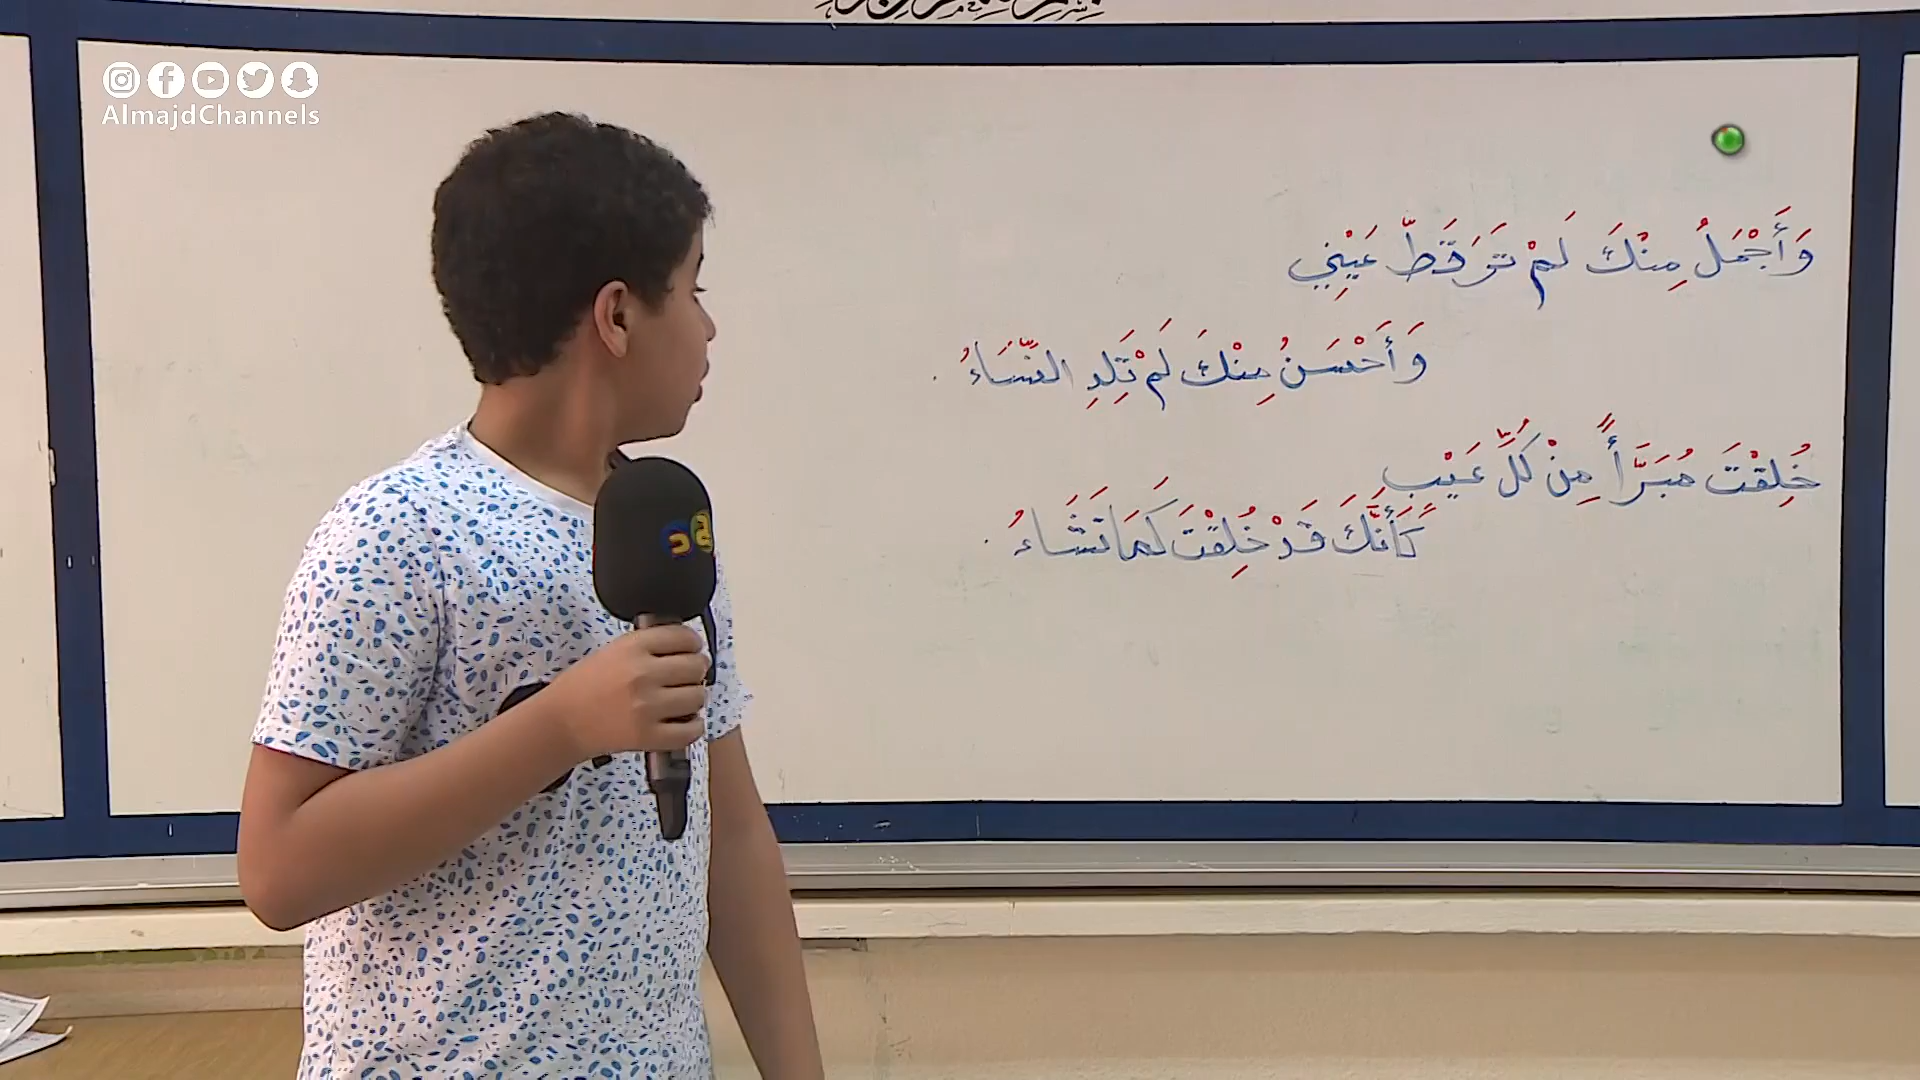 AlmajdChannels
وَأَجْمَلُ مِنْكَ لَمْ تَرَ قَطّ عَيْنِي
وَأَحْسَنُ مِنْكَ لَمْ تَلِدِ النِّسَاءُ .
خُلِقْتَ مُبَرَّأً مِنْ كُلِّ عَيْبٍ
كَأَنَّكَ قَدْ خُلِقْتَ كَمَا تَشَاءُ .